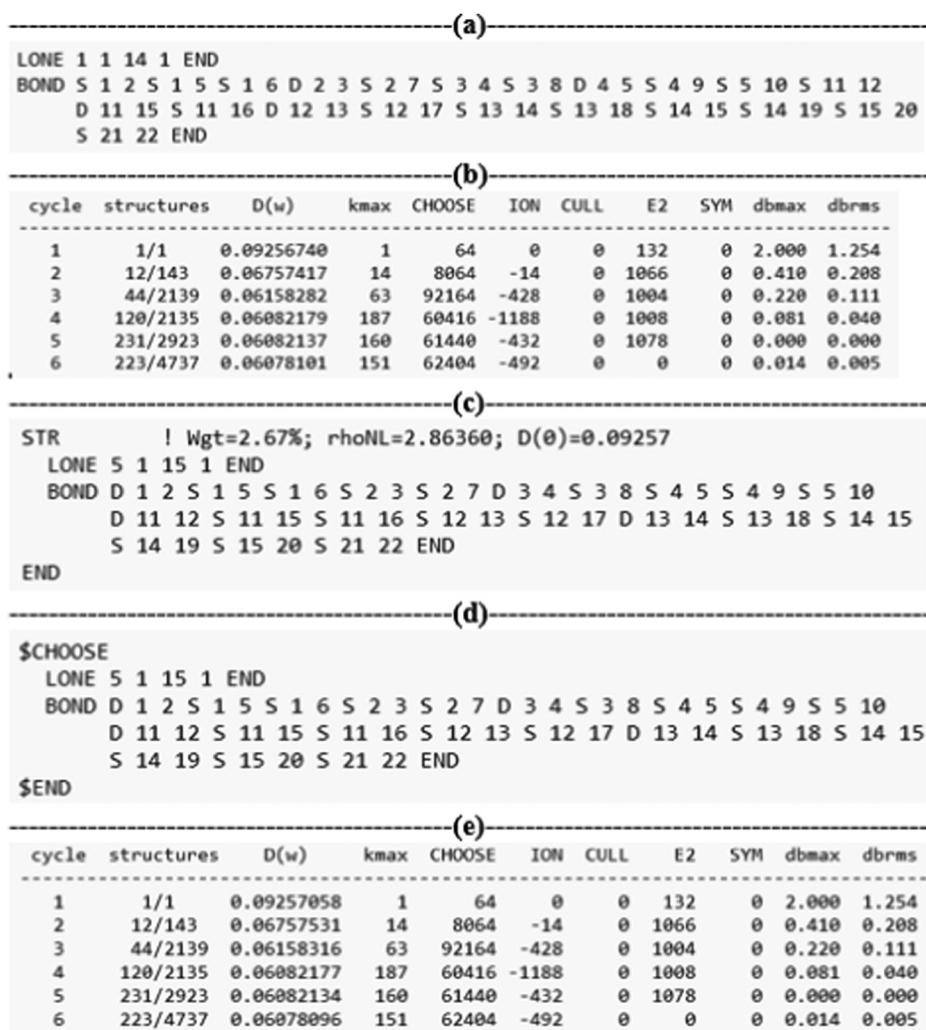 (a)
LONE 1 1 14 1 END
BOND S 1 2 S 1 5 S 1 6 D 2 3 S 2 7 S 3 4 S 3 8 D 4 5 S 4 9 S 5 10 S 11 12
D 11 15 S 11 16 D 12 13 S 12 17 S 13 14 S 13 18 S 14 15 S 14 19 S 15 20
S 21 22 END
(b)
cycle structures D(w) kmax CHOOSE ION CULL E2 SYM dbmax dbrms
1 1/1 0.09256740 1 64 0 0 132 0 2.000 1.254
2 12/143 0.06757417 14 8064 -14 0 1066 0 0.410 0.208
3 44/2139 0.06158282 63 92164 -428 0 1004 0 0.220 0.111
4 120/2135 0.06082179 187 60416 -1188 0 1008 0 0.081 0.040
5 231/2923 0.06082137 160 61440 -432 0 1078 0 0.000 0.000
6 223/4737 0.06078101 151 62404 -492 0 0 0 0.014 0.005
(c)
STR ! Wgt=2.67%; rhoNL=2.86360; D(0)=0.09257
LONE 5 1 15 1 END
BOND D 1 2 S 1 5 S 1 6 S 2 3 S 2 7 D 3 4 S 3 8 S 4 5 S 4 9 S 5 10
D 11 12 S 11 15 S 11 16 S 12 13 S 12 17 D 13 14 S 13 18 S 14 15
S 14 19 S 15 20 S 21 22 END
END
(d)
$CHOOSE
LONE 5 1 15 1 END
BOND D 1 2 S 1 5 S 1 6 S 2 3 S 2 7 D 3 4 S 3 8 S 4 5 S 4 9 S 5 10
D 11 12 S 11 15 S 11 16 S 12 13 S 12 17 D 13 14 S 13 18 S 14 15
S 14 19 S 15 20 S 21 22 END
$END
(e)
cycle structures D(w) kmax CHOOSE ION CULL E2 SYM dbmax dbrms
1 1/1 0.09257058 1 64 0 0 132 0 2.000 1.254
2 12/143 0.06757531 14 8064 -14 0 1066 0 0.410 0.208
3 44/2139 0.06158316 63 92164 -428 0 1004 0 0.220 0.111
4 120/2135 0.06082177 187 60416 -1188 0 1008 0 0.081 0.040
5 231/2923 0.06082134 160 61440 -432 0 1078 0 0.000 0.000
6 223/4737 0.06078096 151 62404 -492 0 0 0 0.014 0.005